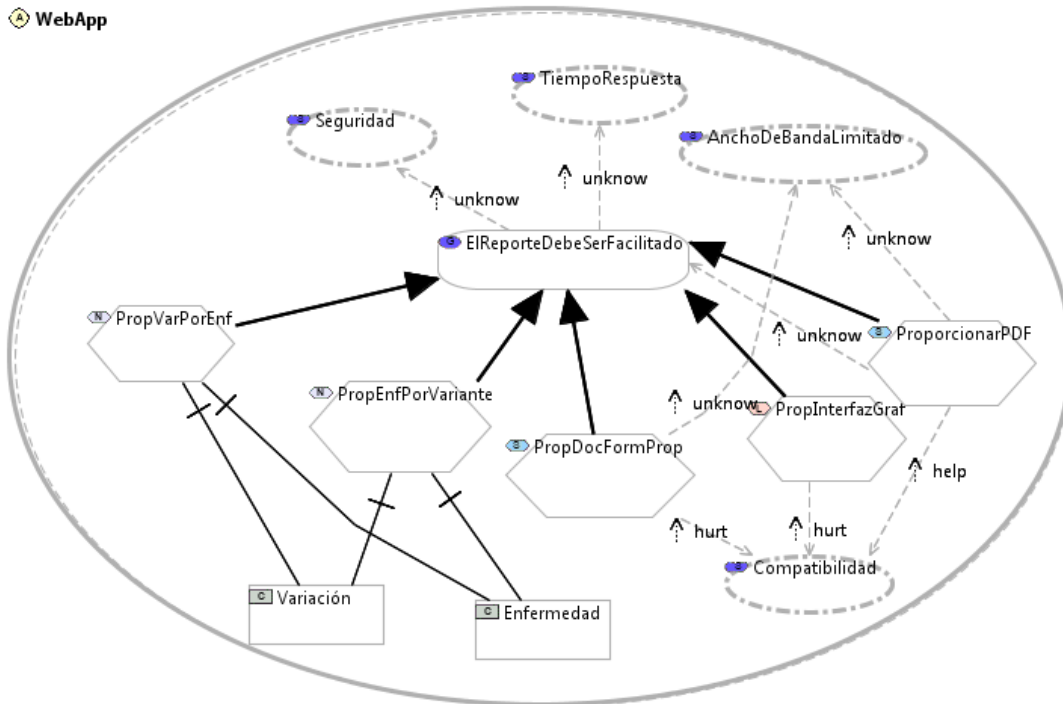 A WebApp
S TiempoRespuesta
S Seguridad
S AnchoDeBandaLimitado
unknow
unknow
unknow
G ElReporteDebeSerFacilitado
N PropVarPorEnf
unknow
S ProporcionarPDF
N PropEnfPorVariante
unknow
L PropInterfazGraf
S PropDocFormProp
help
hurt
hurt
S Compatibilidad
C Variación
C Enfermedad